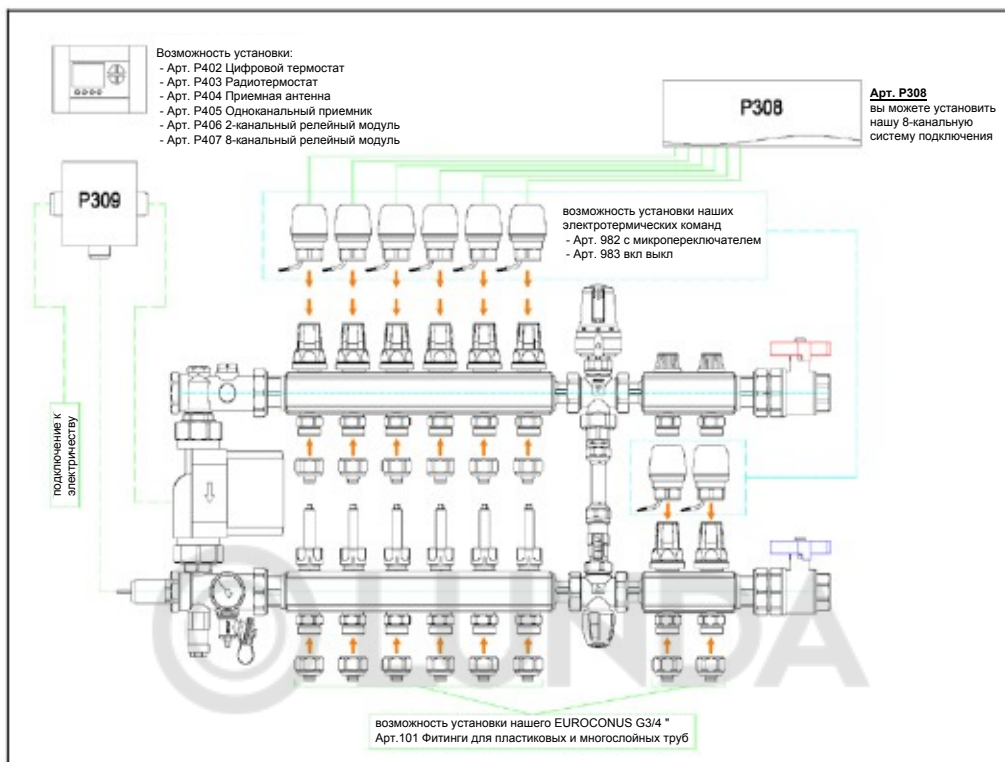 Возможность установки:
- Арт. P402 Цифровой термостат
- Арт. P403 Радиотермостат
- Арт. P404 Приемная антенна
- Арт. P405 Одноканальный приемник
- Арт. P406 2-канальный релейный модуль
- Арт. P407 8-канальный релейный модуль
P308
Арт. P308
вы можете установить
нашу 8-канальную
систему подключения
P309
возможность установки наших
электротермических команд
- Арт. 982 с микропереключателем
- Арт. 983 вкл выкл
подключение к
электричеству
LUNDA
возможность установки нашего EUROCONUS G3/4 "
Арт.101 Фитинги для пластиковых и многослойных труб